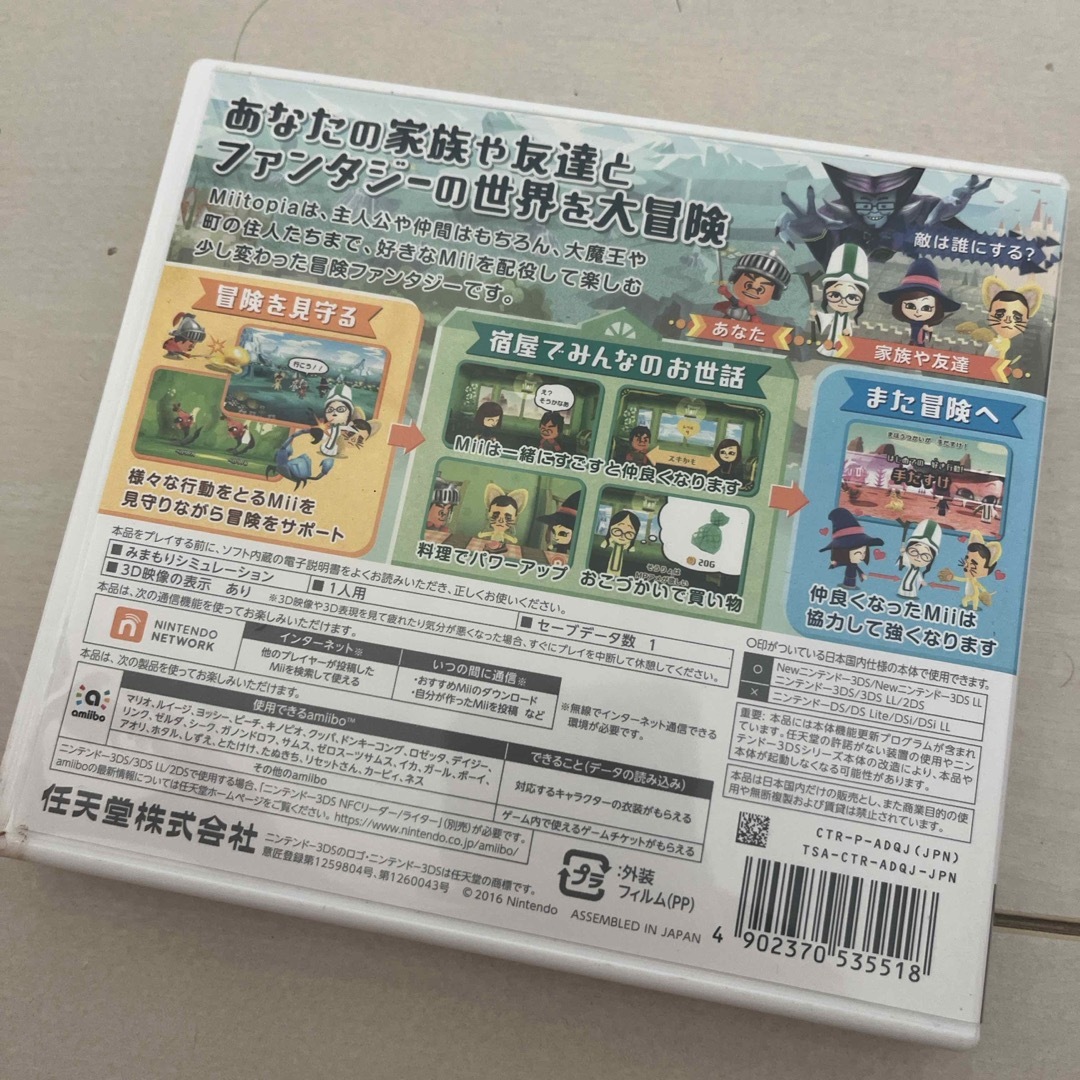 あなたの家族や友達と
ファンタジーの世界を大冒険
Miitopiaは、主人公や仲間はもちろん、大魔王や
町の住人たちまで、好きなMiiを配役して楽しむ
少し変わった冒険ファンタジーです。
敵は誰にする?
あなた
家族や友達
冒険を見守る
行こう!!
様々な行動をとるMiiを
見守りながら冒険をサポート
宿屋でみんなのお世話
え?
そうかなぁ
スキかも
Miiは一緒にすごすと仲良くなります
料理でパワーアップ
20G
おこづかいで買い物
また冒険へ
はじめての一好き行動!
手だすけ
仲良くなったMiiは
協力して強くなります
本品をプレイする前に、ソフト内蔵の電子説明書をよくお読みいただき、正しくお使いください。
■みまもりシミュレーション
■1人用
■セーブデータ数 1
■3D映像の表示 あり
※3D映像や3D表現を見て疲れたり気分が悪くなった場合、すぐにプレイを中断して休憩してください。
本品は、次の通信機能を使ってお楽しみいただけます。
NINTENDO
NETWORK
インターネット※
他のプレイヤーが投稿した
Miiを検索して使える
いつの間に通信※
・おすすめMiiのダウンロード
・自分が作ったMiiを投稿 など
※無線でインターネット通信できる
環境が必要です。
本品は、次の製品を使ってお楽しみいただけます。
amiibo
使用できるamiibo™
マリオ、ルイージ、ヨッシー、ピーチ、キノピオ、クッパ、ドンキーコング、ロゼッタ、デイジー、
リンク、ゼルダ、シーク、ガノンドロフ、サムス、ゼロスーツサムス、イカ、ガール、ボーイ、
アオリ、ホタル、しずえ、とたけけ、たぬきち、リセットさん、カービィ、ネス
その他のamiibo
できること(データの読み込み)
対応するキャラクターの衣装がもらえる
ゲーム内で使えるゲームチケットがもらえる
ニンテンドー3DS/3DS LL/2DSで使用する場合、「ニンテンドー3DS NFCリーダー/ライター」(別売)が必要です。
amiiboの最新情報については任天堂ホームページをご覧ください。https://www.nintendo.co.jp/amiibo/
任天堂株式会社
ニンテンドー3DSのロゴ・ニンテンドー3DSは任天堂の商標です。
意匠登録第1259804号、第1260043号
© 2016 Nintendo
プラ
:外装
フィルム(PP)
ASSEMBLED IN JAPAN
○印がついている日本国内仕様の本体で使用できます。
○
Newニンテンドー3DS/Newニンテンドー3DS LL
ニンテンドー3DS/3DS LL/2DS
×
ニンテンドーDS/DS Lite/DSi/DSi LL
重要:本品には本体機能更新プログラムが含まれ
ています。任天堂の許諾がない装置の使用やニン
テンドー3DSシリーズ本体の改造により、本品や
本体が起動しなくなる可能性があります。
本品は日本国内だけの販売とし、また商業目的の使
用や無断複製および賃貸は禁止されています。
CTR-P-ADQJ(JPN)
TSA-CTR-ADQJ-JPN
4 902370 535518